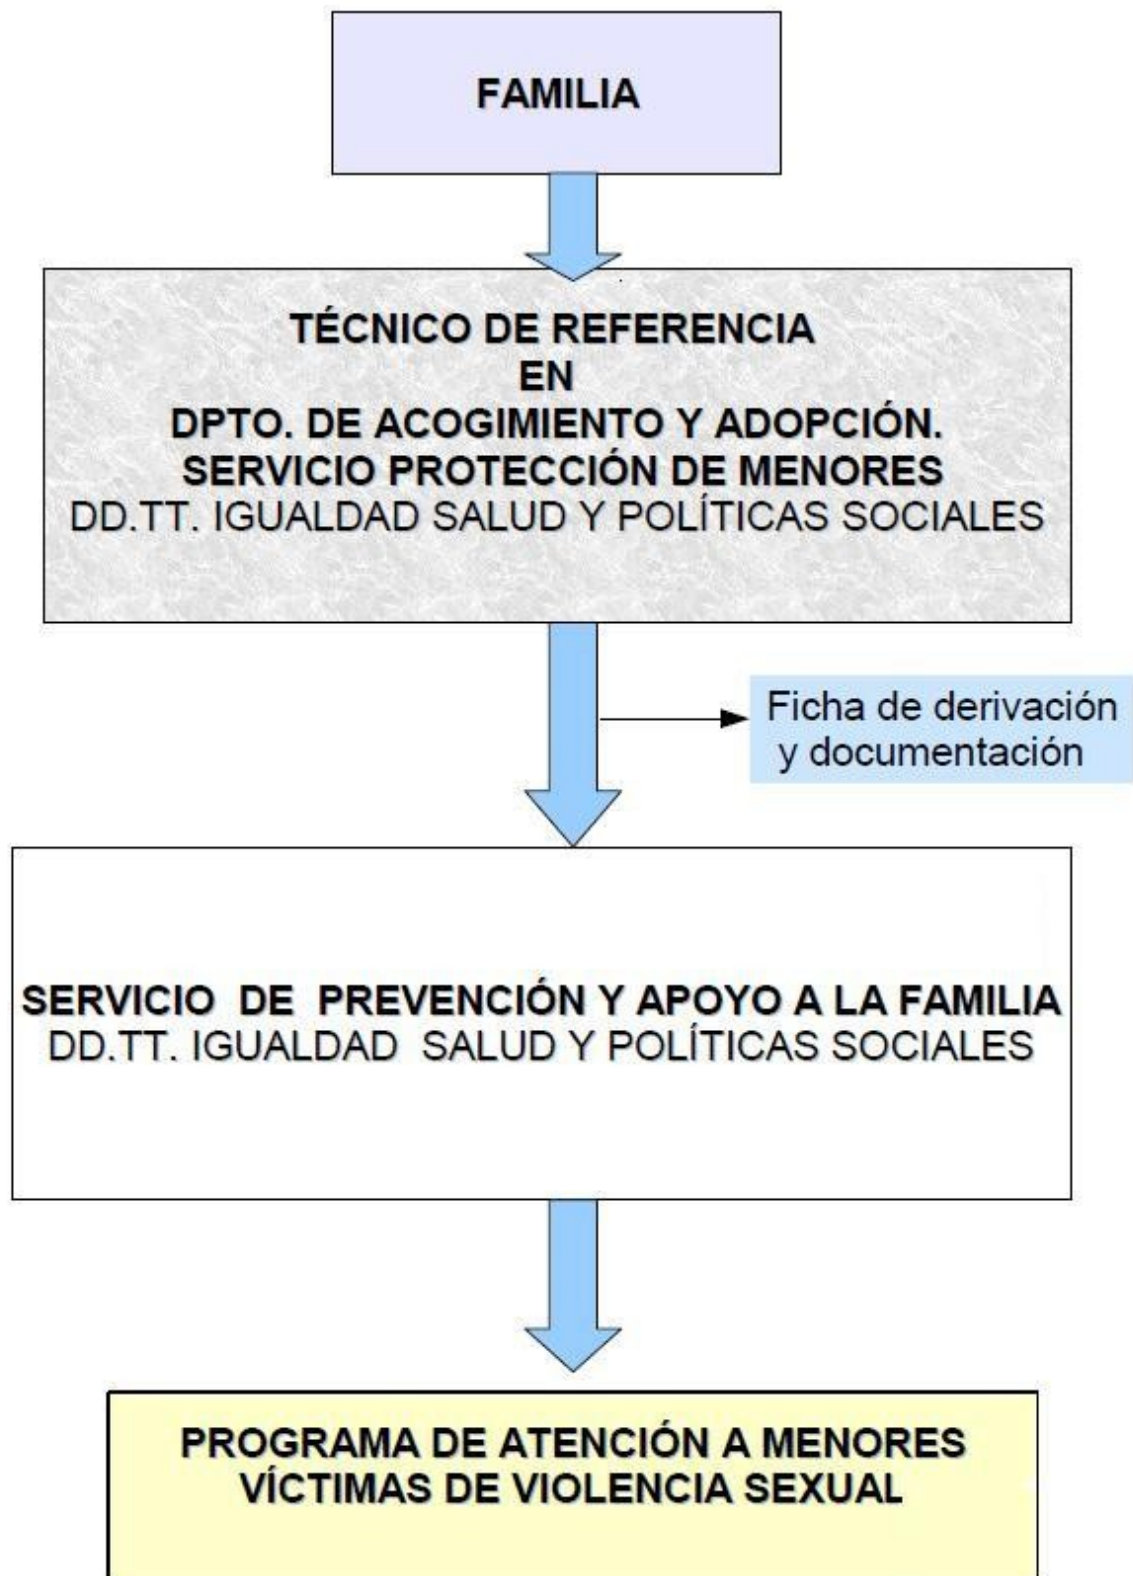 FAMILIA
TÉCNICO DE REFERENCIA
EN
DPTO. DE ACOGIMIENTO Y ADOPCIÓN.
SERVICIO PROTECCIÓN DE MENORES
DD.TT. IGUALDAD SALUD Y POLÍTICAS SOCIALES
Ficha de derivación
y documentación
SERVICIO DE PREVENCIÓN Y APOYO A LA FAMILIA
DD.TT. IGUALDAD SALUD Y POLÍTICAS SOCIALES
PROGRAMA DE ATENCIÓN A MENORES
VÍCTIMAS DE VIOLENCIA SEXUAL